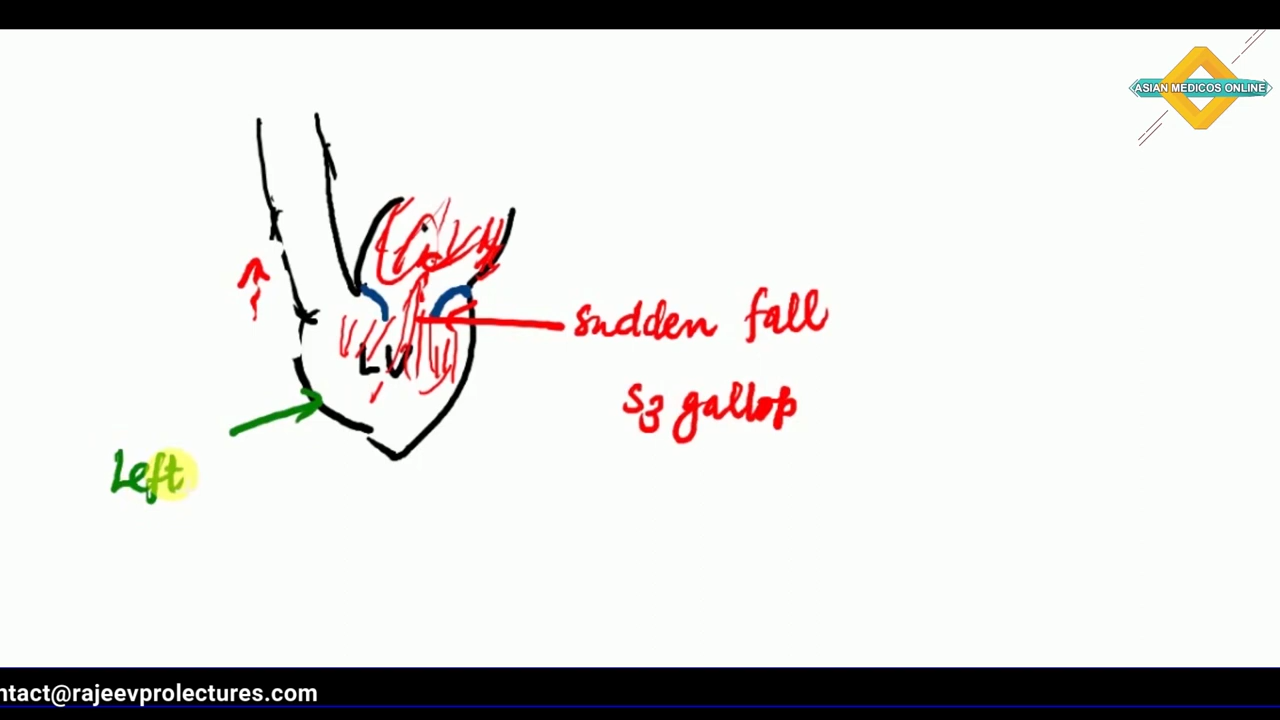 ASIAN MEDICOS ONLINE
LV
sudden fall
S3 gallop
Left
ntact@rajeevprolectures.com